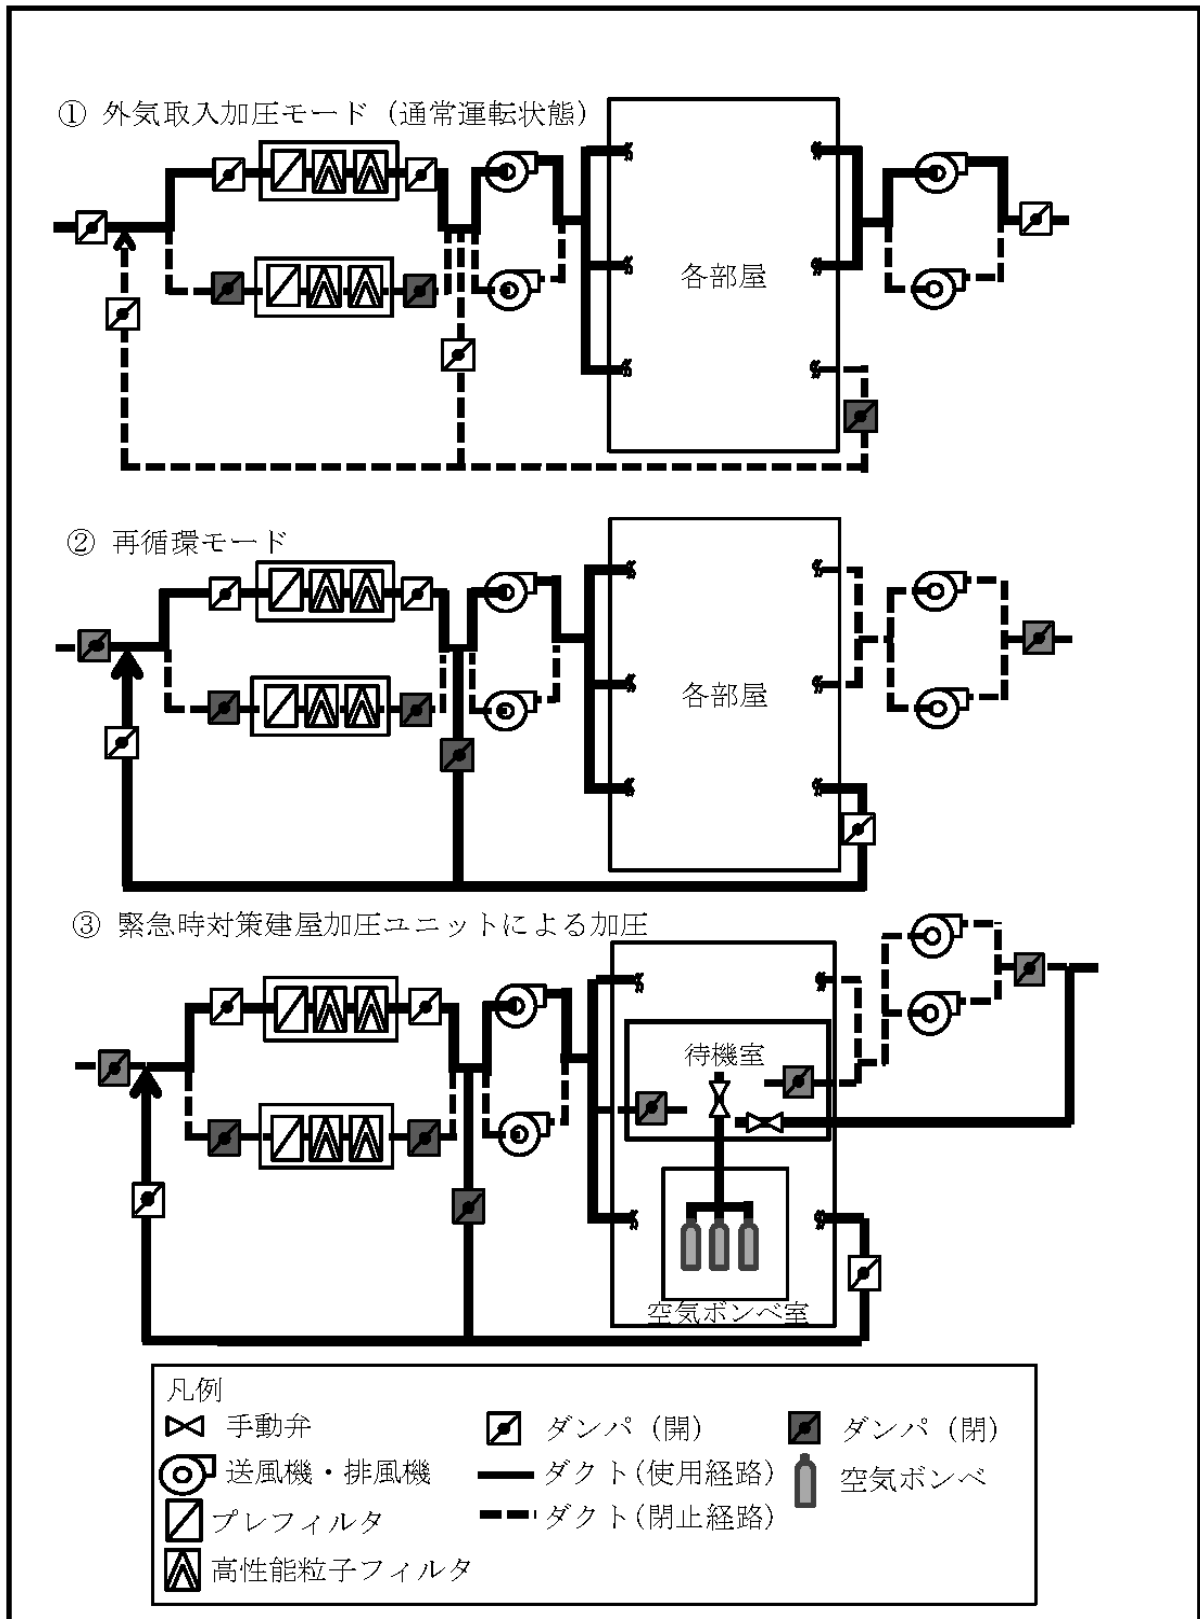 ① 外気取入加圧モード（通常運転状態）
各部屋
② 再循環モード
各部屋
③ 緊急時対策建屋加圧ユニットによる加圧
待機室
空気ボンベ室
凡例
手動弁
ダンパ（開）
ダンパ（閉）
送風機・排風機
ダクト(使用経路)
空気ボンベ
プレフィルタ
ダクト(閉止経路)
高性能粒子フィルタ